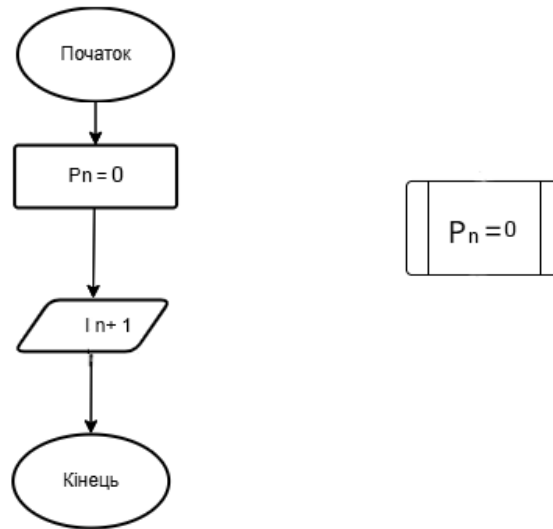 Початок
Pn = 0
Pn = 0
I n+ 1
Кінець